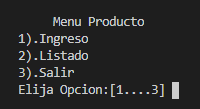 Menu Producto
1).Ingreso
2).Listado
3).Salir
Elija Opcion:[1....3]